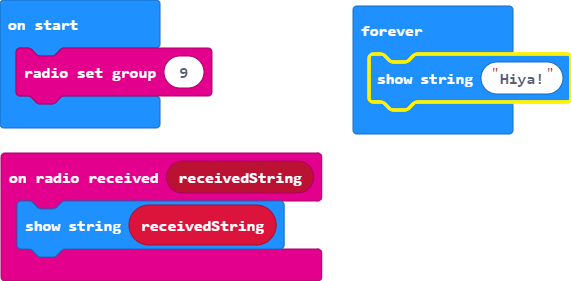 on start
radio set group 9
forever
show string "Hiya!"
on radio received receivedString
show string receivedString